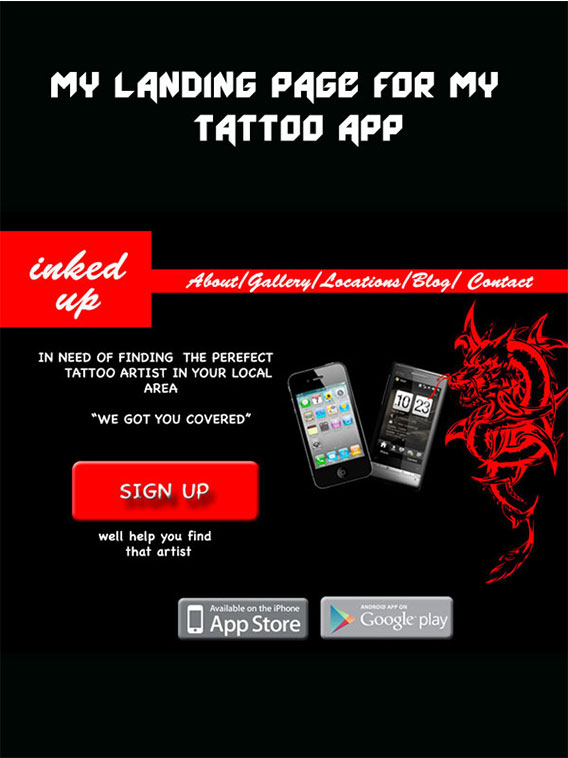 MY LANDING PAGE FOR MY
TATTOO APP
inked
up
About/Gallery/Locations/Blog/ Contact
IN NEED OF FINDING THE PEREFECT
TATTOO ARTIST IN YOUR LOCAL
AREA
"WE GOT YOU COVERED"
10 23
SIGN UP
well help you find
that artist
Available on the iPhone
App Store
ANDROID APP ON
Google play